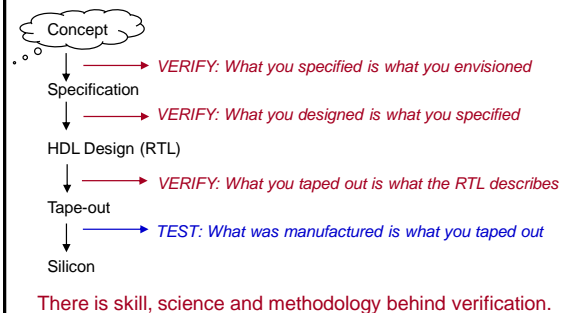 Concept
VERIFY: What you specified is what you envisioned
Specification
VERIFY: What you designed is what you specified
HDL Design (RTL)
VERIFY: What you taped out is what the RTL describes
Tape-out
TEST: What was manufactured is what you taped out
Silicon
There is skill, science and methodology behind verification.